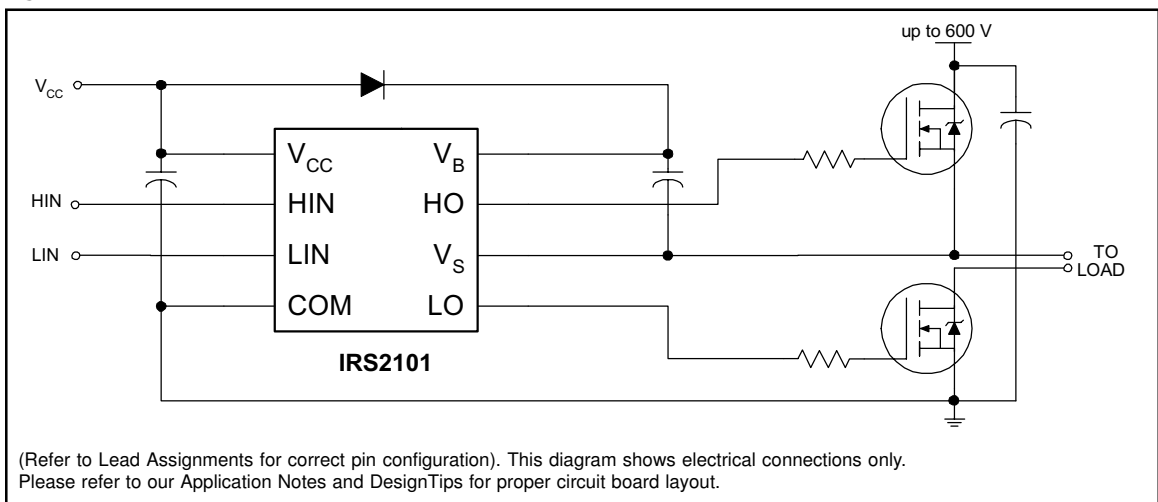 up to 600 V
VCC
VCC
VB
HIN
HIN
HO
LIN
LIN
VS
TO
LOAD
COM
LO
IRS2101
(Refer to Lead Assignments for correct pin configuration). This diagram shows electrical connections only.
Please refer to our Application Notes and DesignTips for proper circuit board layout.